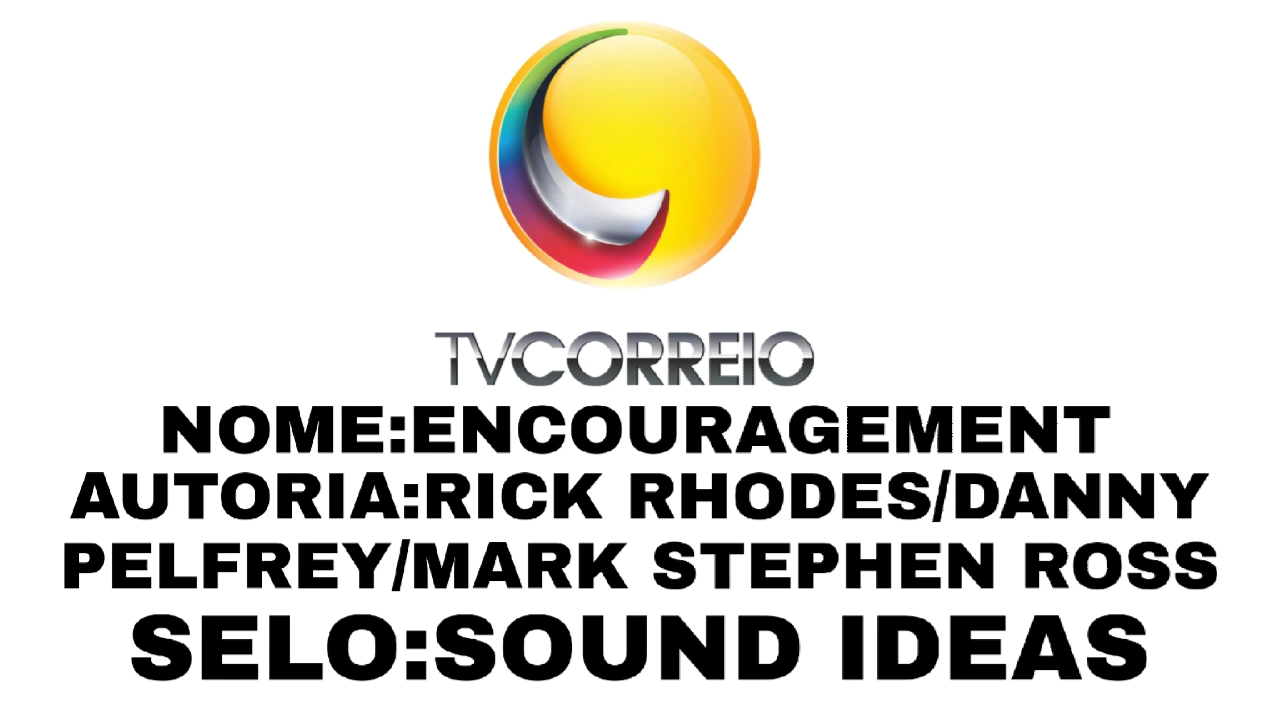 TVCORREIO
NOME:ENCOURAGEMENT
AUTORIA:RICK RHODES/DANNY
PELFREY/MARK STEPHEN ROSS
SELO:SOUND IDEAS